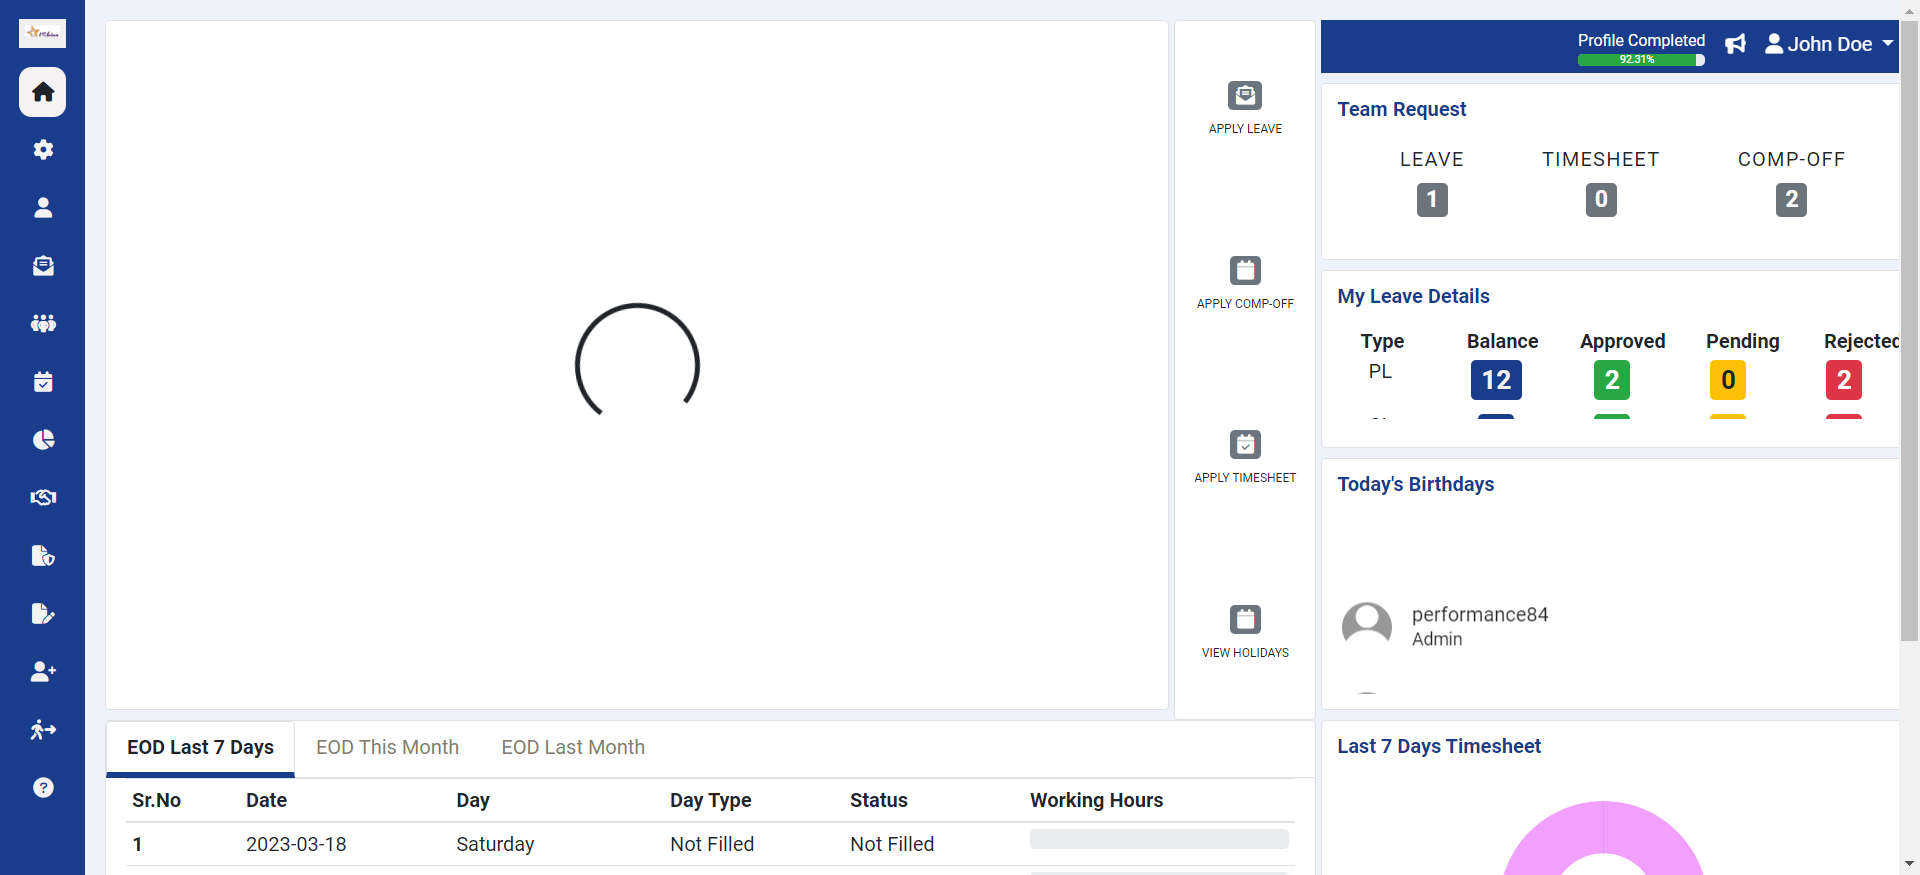 Profile Completed
92.31%
John Doe
APPLY LEAVE
APPLY COMP-OFF
APPLY TIMESHEET
VIEW HOLIDAYS
Team Request
LEAVE TIMESHEET COMP-OFF
1 0 2
My Leave Details
Type Balance Approved Pending Rejected
PL 12 2 0 2
Today's Birthdays
performance84
Admin
EOD Last 7 Days EOD This Month EOD Last Month
Sr.No Date Day Day Type Status Working Hours
1 2023-03-18 Saturday Not Filled Not Filled
Last 7 Days Timesheet